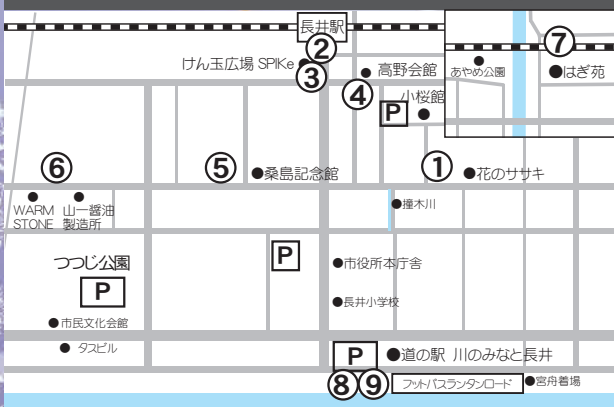 長井駅
②
⑦
けん玉広場 SPIKe
③
高野会館
あやめ公園
はぎ苑
④
小桜館
P
①
⑥
⑤
桑島記念館
花のササキ
WARM STONE
山一醤油製造所
撞木川
つつじ公園
P
P
市役所本庁舎
長井小学校
市民文化会館
タスビル
P
道の駅 川のみなと長井
⑧
⑨
フットパスランタンロード
宮舟着場